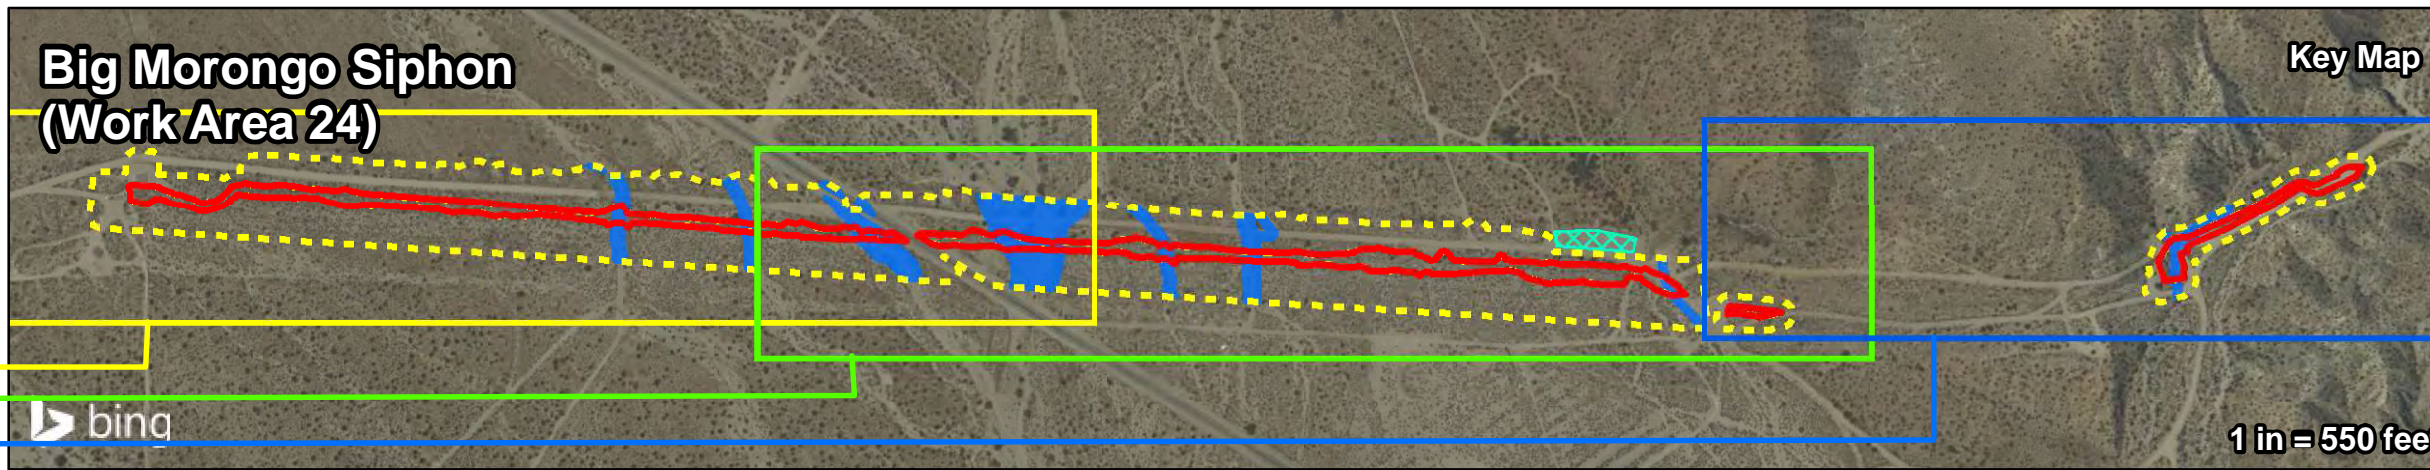 Big Morongo Siphon
(Work Area 24)
Key Map
bing
1 in = 550 fee